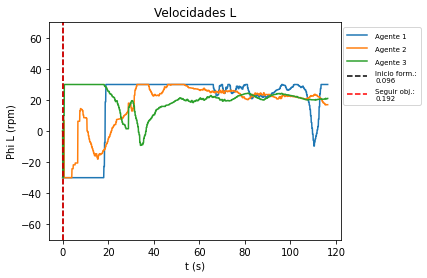 Velocidades L
Agente 1
Agente 2
Agente 3
Inicio form.:
0.096
Seguir obj.:
0.192
Phi L (rpm)
60
40
20
0
−20
−40
−60
0
20
40
60
80
100
120
t (s)